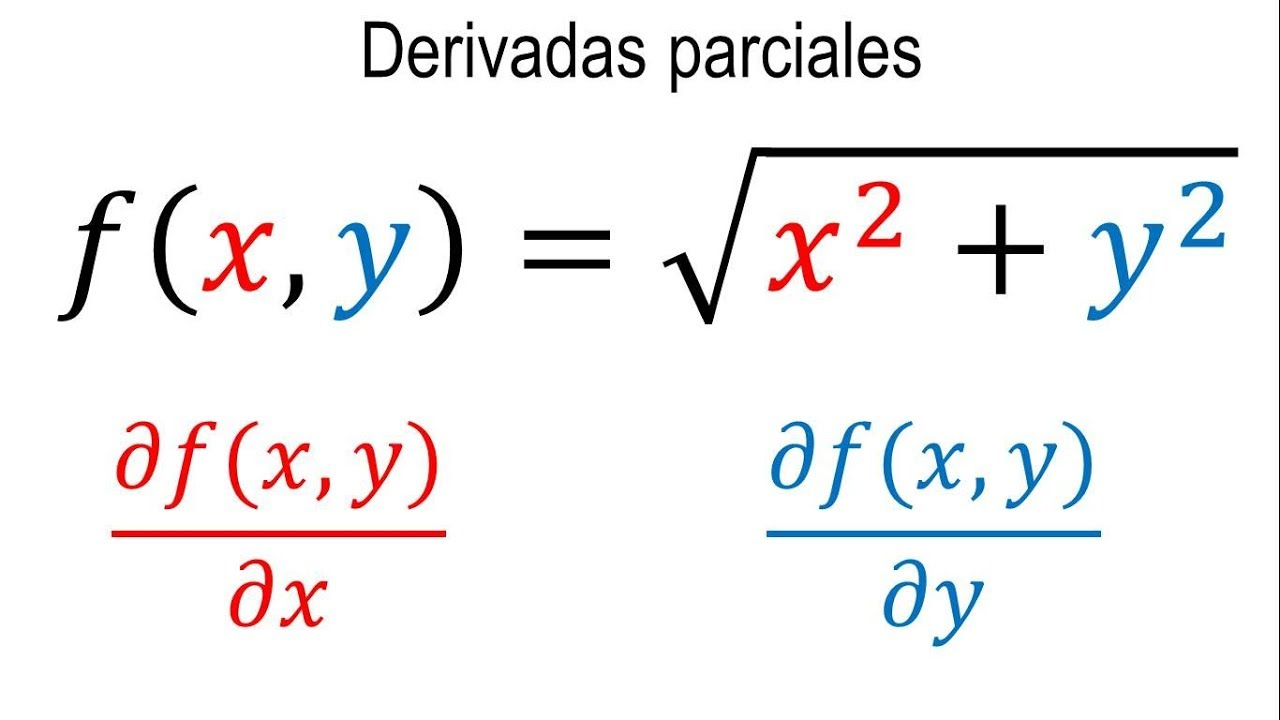 Derivadas parciales
f(x, y) = √(x² + y²)
∂f(x, y)/∂x
∂f(x, y)/∂y